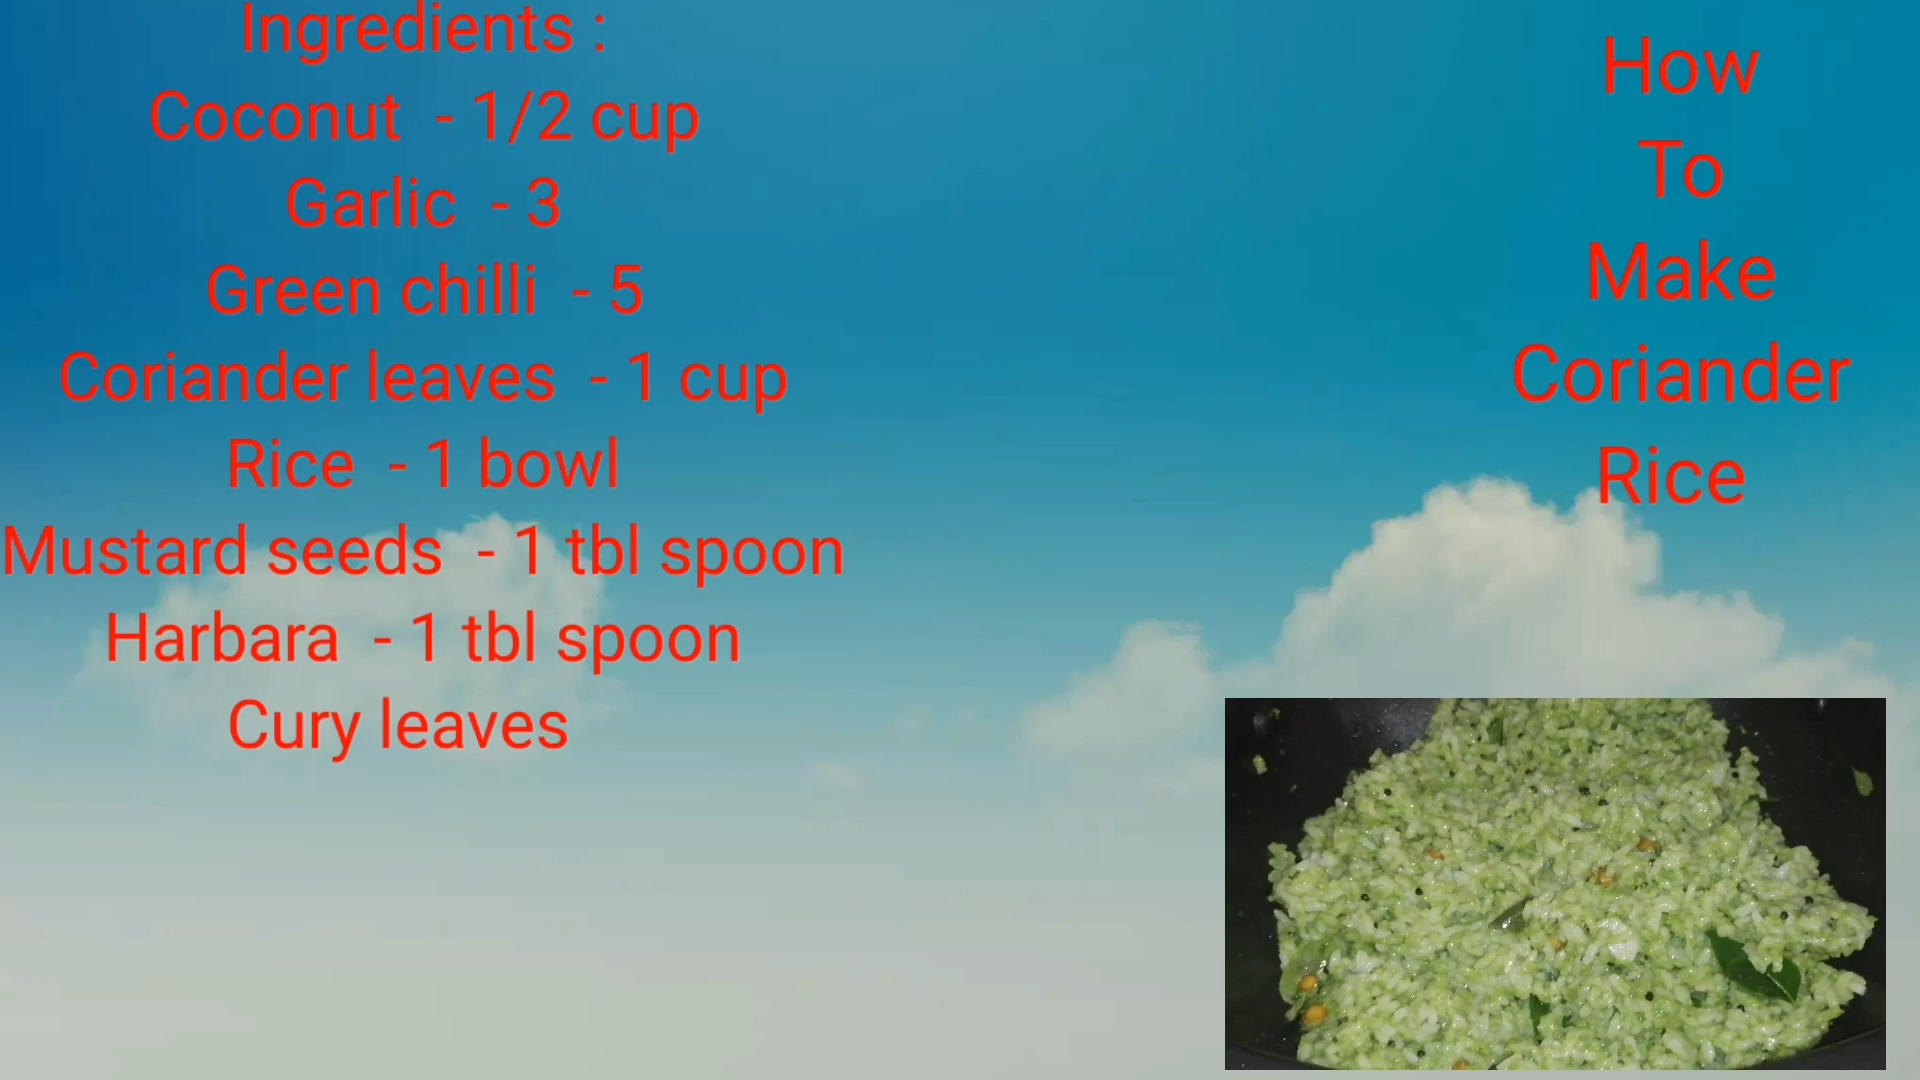 Ingredients :
Coconut  - 1/2 cup
Garlic  - 3
Green chilli  - 5
Coriander leaves  - 1 cup
Rice  - 1 bowl
Mustard seeds  - 1 tbl spoon
Harbara  - 1 tbl spoon
Cury leaves
How
To
Make
Coriander
Rice